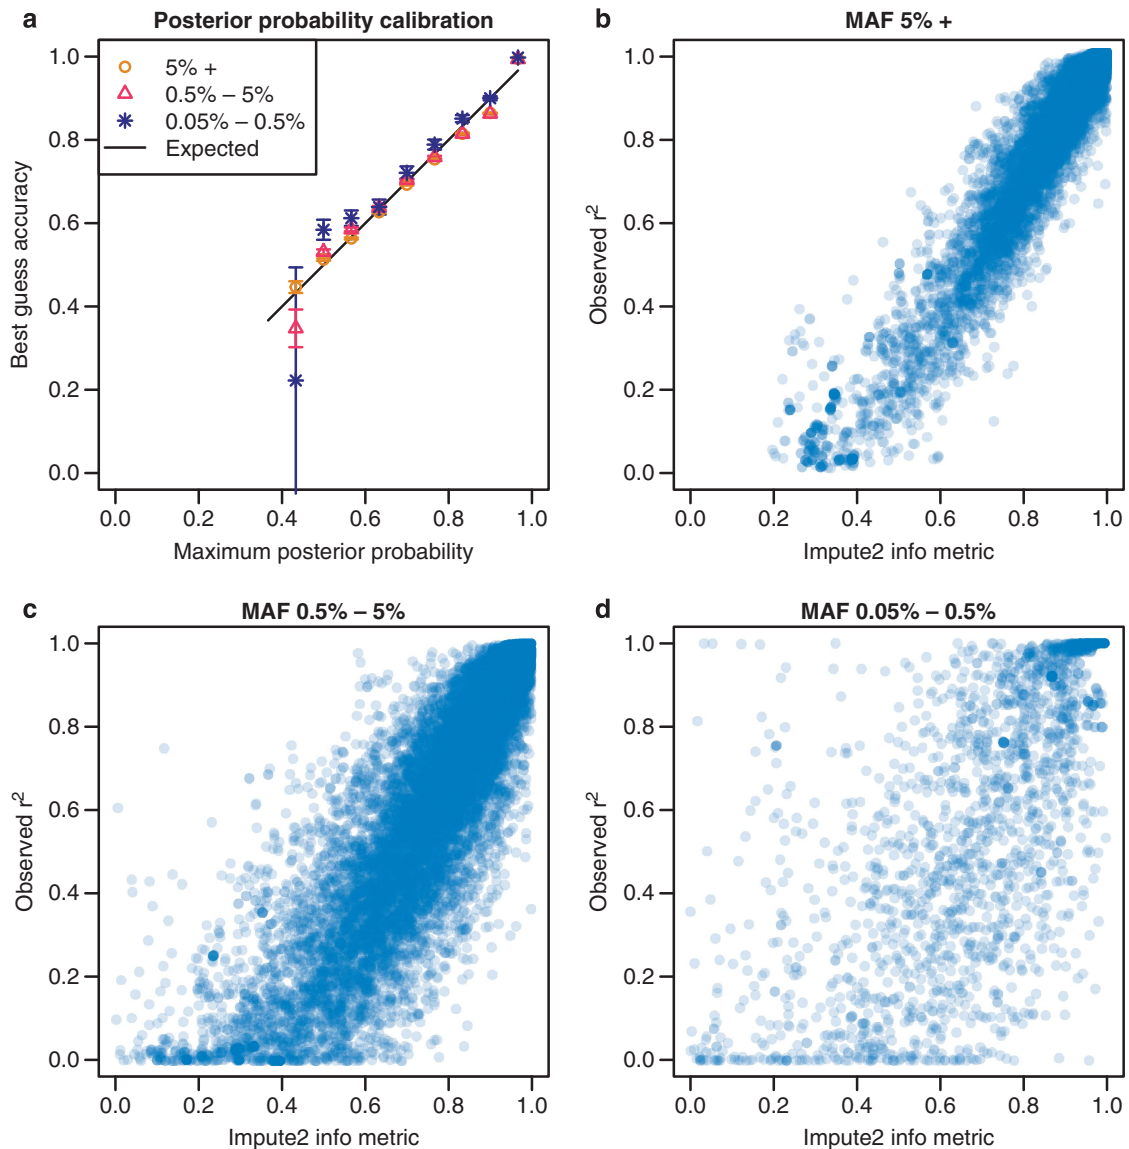 a
Posterior probability calibration
5% +
0.5% – 5%
0.05% – 0.5%
Expected
Best guess accuracy
1.0
0.8
0.6
0.4
0.2
0.0
0.0 0.2 0.4 0.6 0.8 1.0
Maximum posterior probability
b
MAF 5% +
Observed r²
1.0
0.8
0.6
0.4
0.2
0.0
0.0 0.2 0.4 0.6 0.8 1.0
Impute2 info metric
c
MAF 0.5% – 5%
Observed r²
1.0
0.8
0.6
0.4
0.2
0.0
0.0 0.2 0.4 0.6 0.8 1.0
Impute2 info metric
d
MAF 0.05% – 0.5%
Observed r²
1.0
0.8
0.6
0.4
0.2
0.0
0.0 0.2 0.4 0.6 0.8 1.0
Impute2 info metric